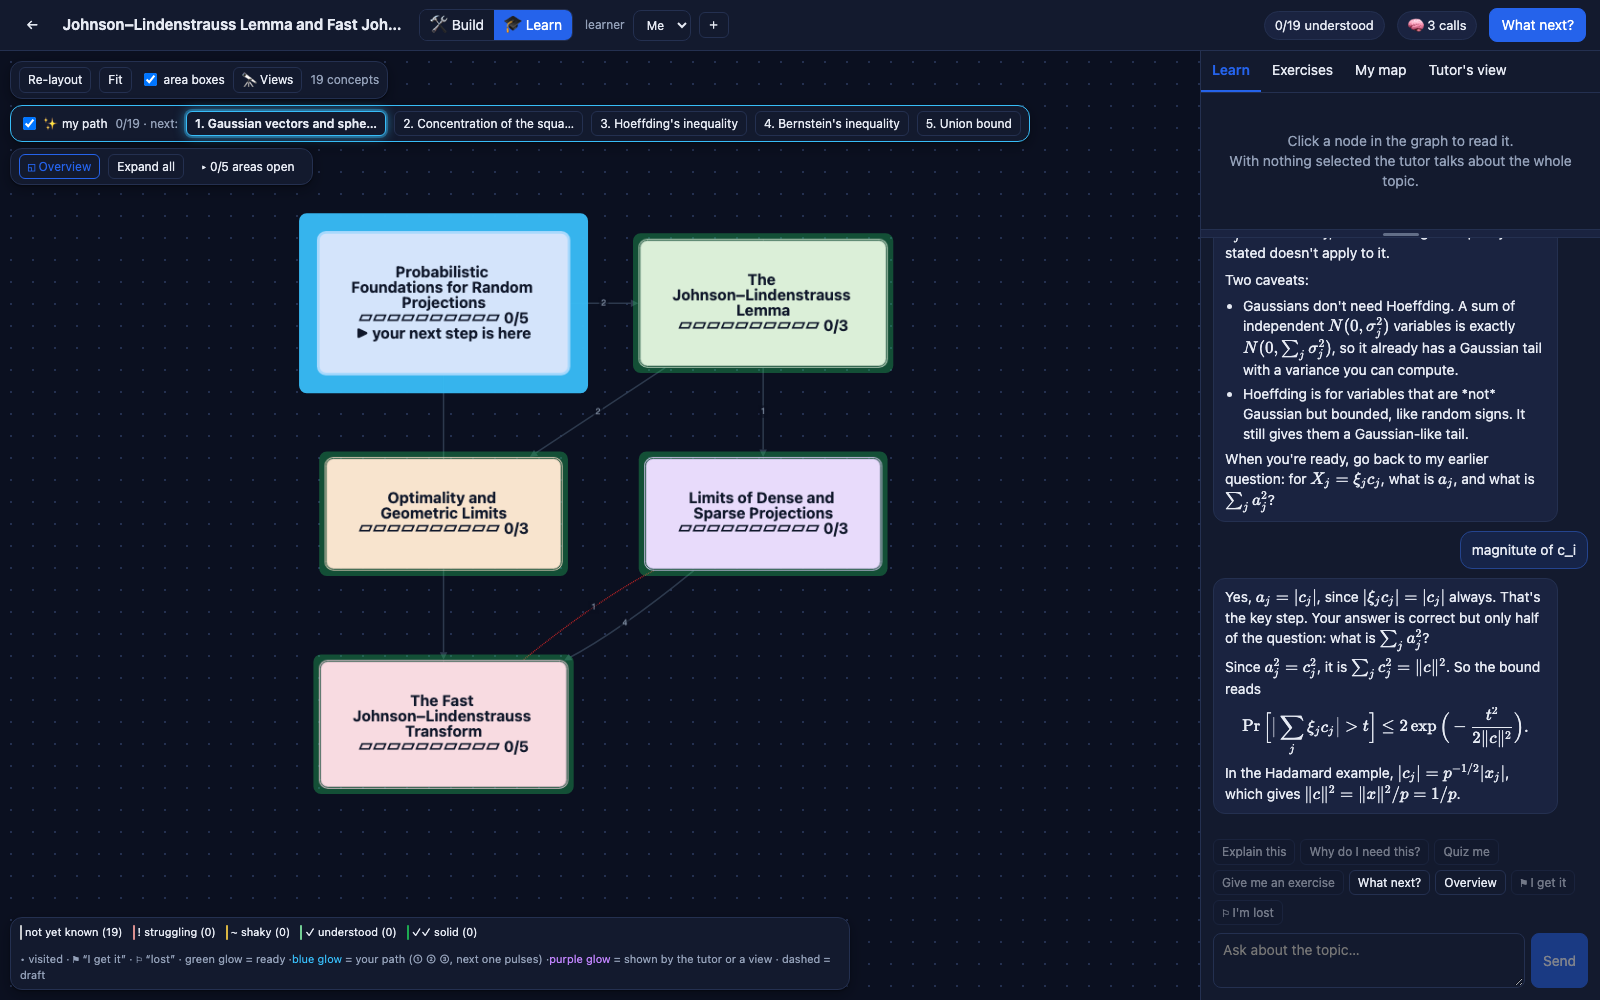 ← Johnson–Lindenstrauss Lemma and Fast Joh... 🛠 Build 🎓 Learn learner Me + 0/19 understood 🧠 3 calls What next?
Re-layout Fit area boxes 🔭 Views 19 concepts
✨ my path 0/19 · next: 1. Gaussian vectors and sphe... 2. Concentration of the squa... 3. Hoeffding's inequality 4. Bernstein's inequality 5. Union bound
◱ Overview Expand all ▸ 0/5 areas open
Probabilistic
Foundations for Random
Projections
▱▱▱▱▱▱▱▱▱▱ 0/5
▶ your next step is here
The
Johnson–Lindenstrauss
Lemma
▱▱▱▱▱▱▱▱▱▱ 0/3
2
2
1
Optimality and
Geometric Limits
▱▱▱▱▱▱▱▱▱▱ 0/3
Limits of Dense and
Sparse Projections
▱▱▱▱▱▱▱▱▱▱ 0/3
1
4
The Fast
Johnson–Lindenstrauss
Transform
▱▱▱▱▱▱▱▱▱▱ 0/5
not yet known (19) ! struggling (0) ~ shaky (0) ✓ understood (0) ✓✓ solid (0)
• visited · ⚑ “I get it” · ⚐ “lost” · green glow = ready ·blue glow = your path (① ② ③, next one pulses) ·purple glow = shown by the tutor or a view · dashed =
draft
Learn Exercises My map Tutor's view
Click a node in the graph to read it.
With nothing selected the tutor talks about the whole
topic.
stated doesn't apply to it.
Two caveats:
• Gaussians don't need Hoeffding. A sum of
independent N(0, σ_j^2) variables is exactly
N(0, ∑_j σ_j^2), so it already has a Gaussian tail
with a variance you can compute.
• Hoeffding is for variables that are *not*
Gaussian but bounded, like random signs. It
still gives them a Gaussian-like tail.
When you're ready, go back to my earlier
question: for X_j = ξ_j c_j, what is a_j, and what is
∑_j a_j^2?
magnitute of c_i
Yes, a_j = |c_j|, since |ξ_j c_j| = |c_j| always. That's
the key step. Your answer is correct but only half
of the question: what is ∑_j a_j^2?
Since a_j^2 = c_j^2, it is ∑_j c_j^2 = ‖c‖^2. So the bound
reads
Pr[|∑_j ξ_j c_j| > t] ≤ 2 exp(− t^2 / 2‖c‖^2).
In the Hadamard example, |c_j| = p^{−1/2}|x_j|,
which gives ‖c‖^2 = ‖x‖^2/p = 1/p.
Explain this Why do I need this? Quiz me
Give me an exercise What next? Overview ⚑ I get it
⚐ I'm lost
Ask about the topic...
Send